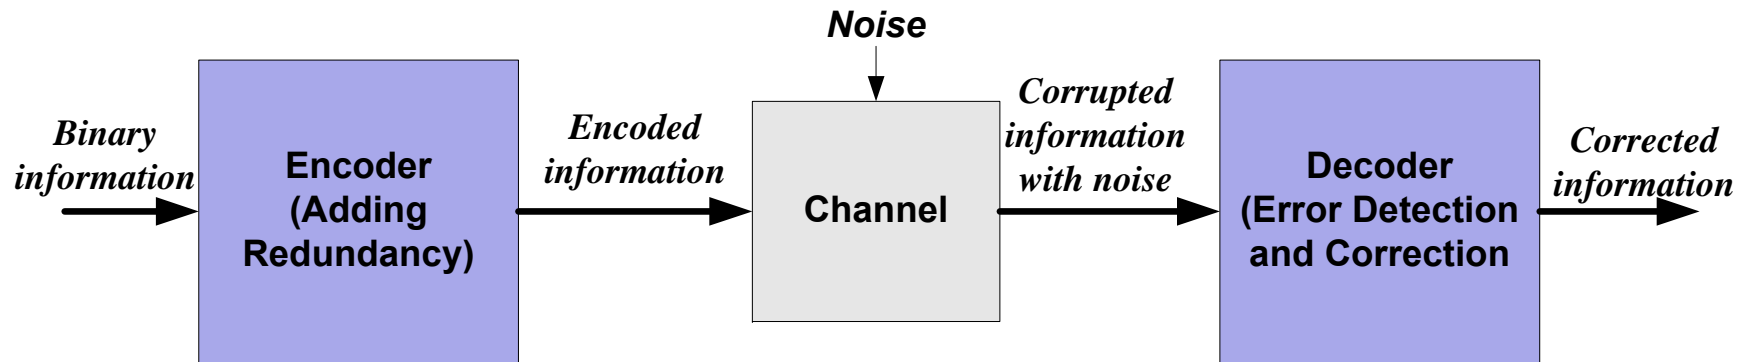 Noise
Binary
information
Encoder
(Adding
Redundancy)
Encoded
information
Channel
Corrupted
information
with noise
Decoder
(Error Detection
and Correction
Corrected
information